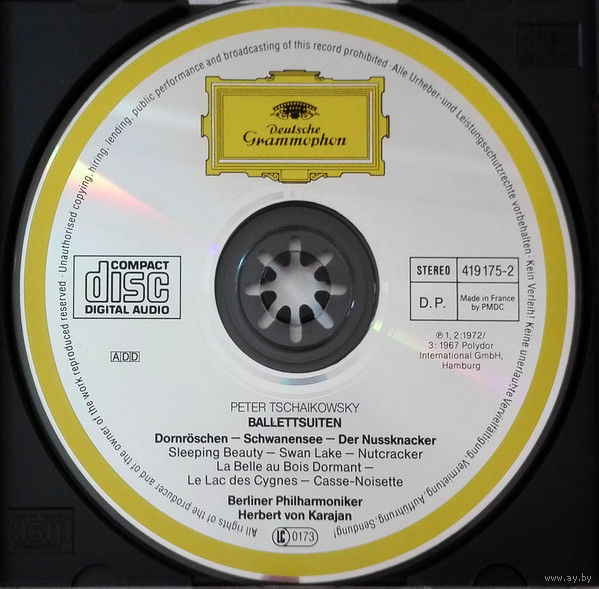 All rights of the producer and of the owner of the work reproduced reserved · Unauthorised copying, hiring, lending, public performance and broadcasting of this record prohibited · Alle Urheber-und Leistungsschutzrechte vorbehalten · Kein Verleih! Keine unerlaubte Vervielfältigung, Vermietung, Aufführung, Sendung!
Deutsche
Grammophon
COMPACT
disc
DIGITAL AUDIO
STEREO 419 175-2
D.P. Made in France
by PMDC
ADD
℗ 1, 2: 1972/
3: 1967 Polydor
International GmbH,
Hamburg
PETER TSCHAIKOWSKY
BALLETTSUITEN
Dornröschen – Schwanensee – Der Nussknacker
Sleeping Beauty – Swan Lake – Nutcracker
La Belle au Bois Dormant –
Le Lac des Cygnes – Casse-Noisette
Berliner Philharmoniker
Herbert von Karajan
LC 0173
www.ay.by